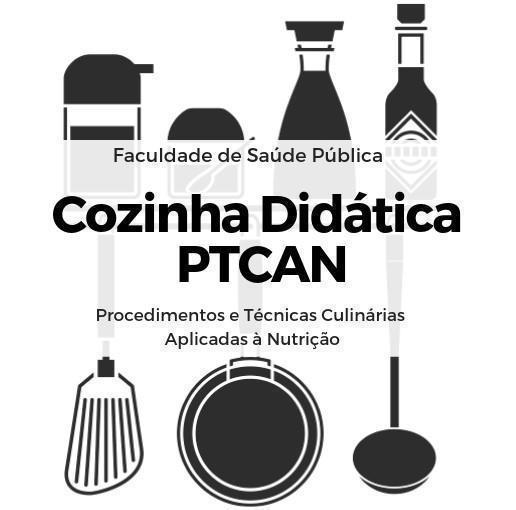 Faculdade de Saúde Pública
Cozinha Didática
PTCAN
Procedimentos e Técnicas Culinárias
Aplicadas à Nutrição